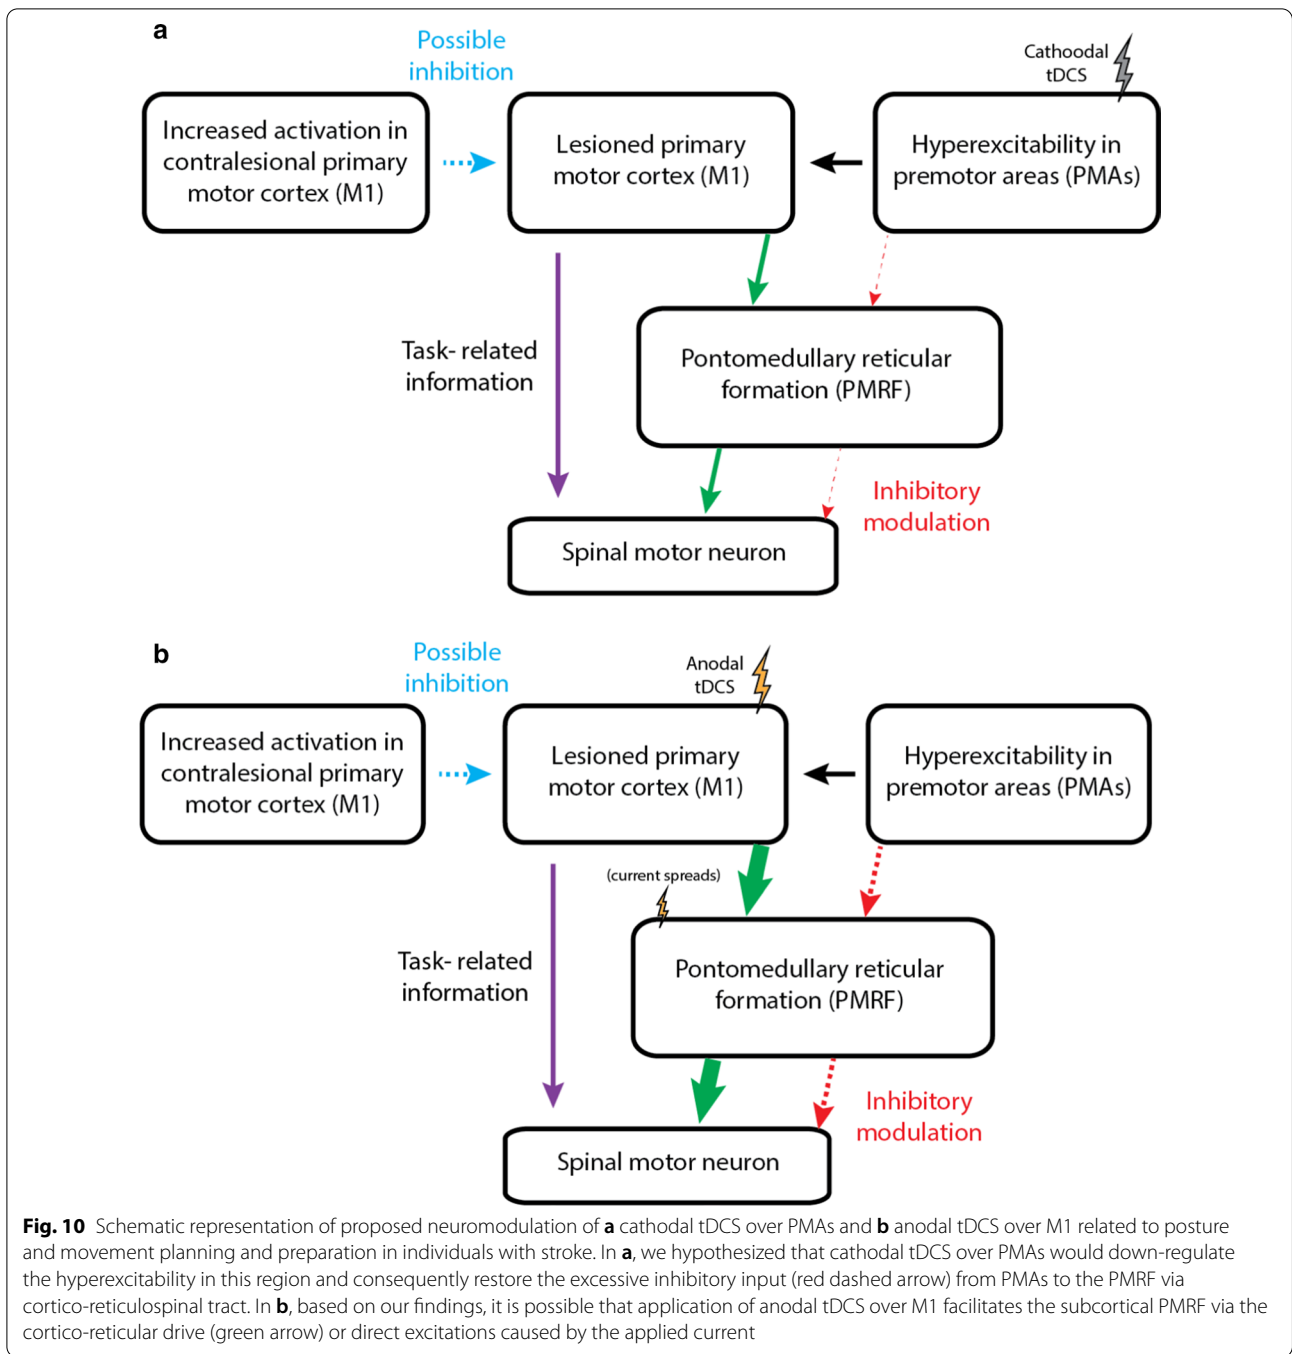 a
Possible
inhibition
Cathoodal
tDCS
Increased activation in
contralesional primary
motor cortex (M1)
Lesioned primary
motor cortex (M1)
Hyperexcitability in
premotor areas (PMAs)
Task- related
information
Pontomedullary reticular
formation (PMRF)
Inhibitory
modulation
Spinal motor neuron
b
Possible
inhibition
Anodal
tDCS
Increased activation in
contralesional primary
motor cortex (M1)
Lesioned primary
motor cortex (M1)
Hyperexcitability in
premotor areas (PMAs)
(current spreads)
Task- related
information
Pontomedullary reticular
formation (PMRF)
Inhibitory
modulation
Spinal motor neuron
Fig. 10 Schematic representation of proposed neuromodulation of a cathodal tDCS over PMAs and b anodal tDCS over M1 related to posture
and movement planning and preparation in individuals with stroke. In a, we hypothesized that cathodal tDCS over PMAs would down-regulate
the hyperexcitability in this region and consequently restore the excessive inhibitory input (red dashed arrow) from PMAs to the PMRF via
cortico-reticulospinal tract. In b, based on our findings, it is possible that application of anodal tDCS over M1 facilitates the subcortical PMRF via the
cortico-reticular drive (green arrow) or direct excitations caused by the applied current